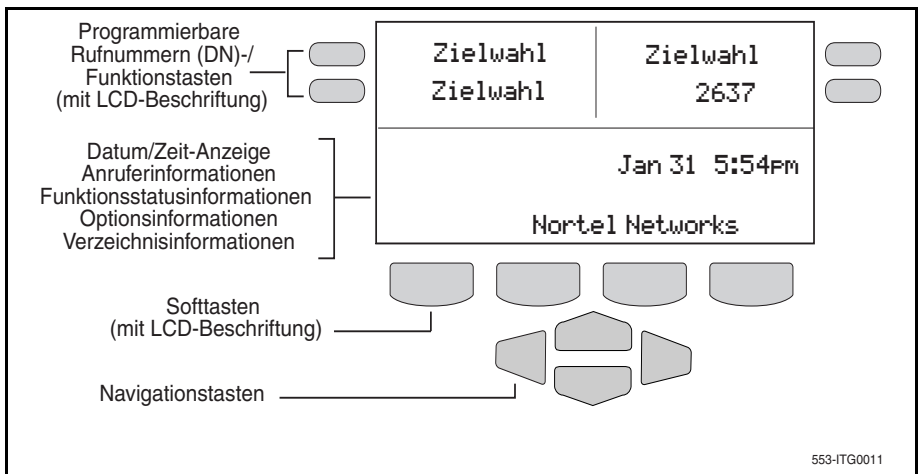 Programmierbare
Rufnummern (DN)-/
Funktionstasten
(mit LCD-Beschriftung)
Zielwahl Zielwahl
Zielwahl 2637
Datum/Zeit-Anzeige
Anruferinformationen
Funktionsstatusinformationen
Optionsinformationen
Verzeichnisinformationen
Jan 31 5:54pm
Nortel Networks
Softtasten
(mit LCD-Beschriftung)
Navigationstasten
553-ITG0011